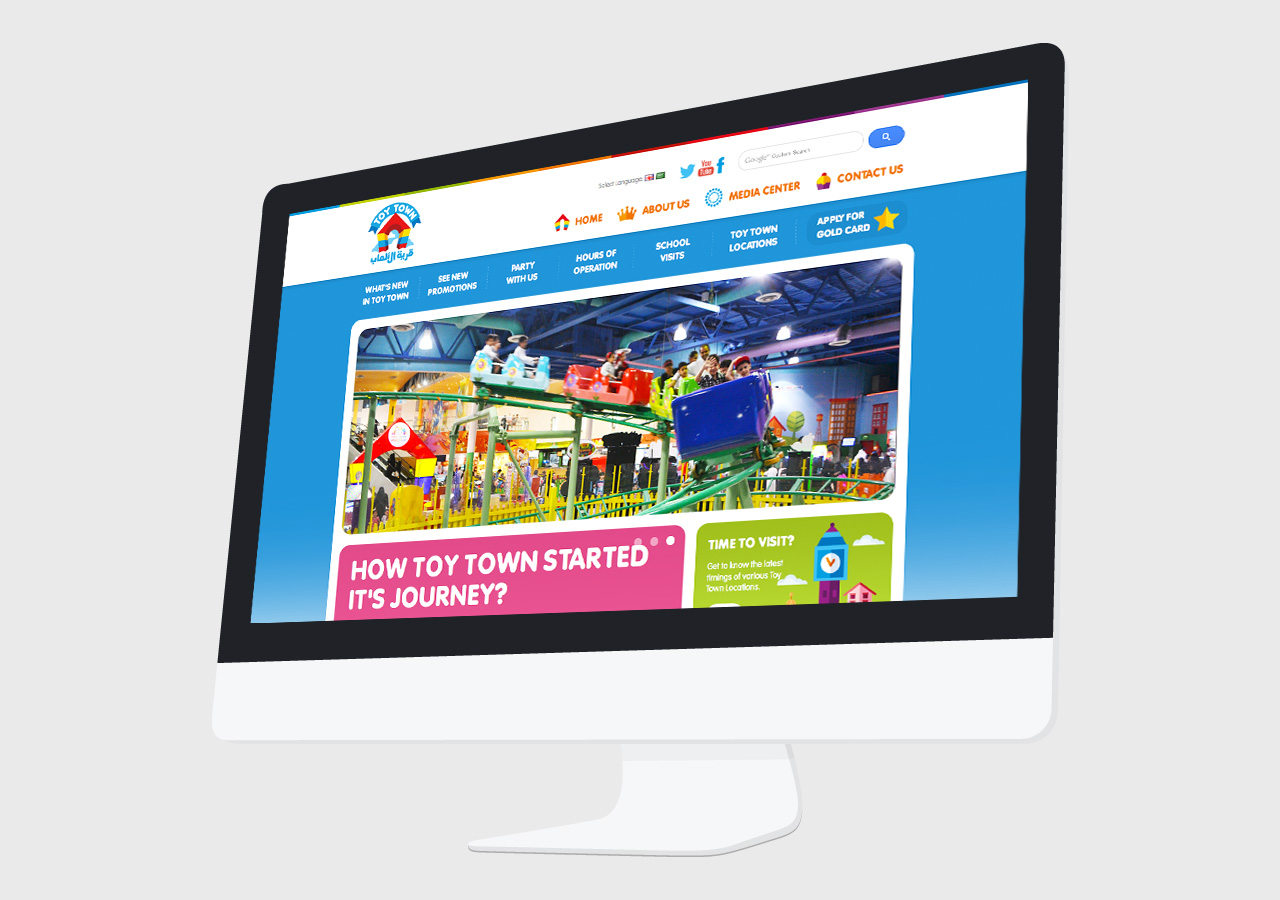 Select Language
You
Tube
Google Custom Search
HOME
ABOUT US
MEDIA CENTER
CONTACT US
TOY TOWN
قرية الألعاب
WHAT'S NEW
IN TOY TOWN
SEE NEW
PROMOTIONS
PARTY
WITH US
HOURS OF
OPERATION
SCHOOL
VISITS
TOY TOWN
LOCATIONS
APPLY FOR
GOLD CARD
HOW TOY TOWN STARTED
IT'S JOURNEY?
TIME TO VISIT?
Get to know the latest
timings of various Toy
Town Locations.